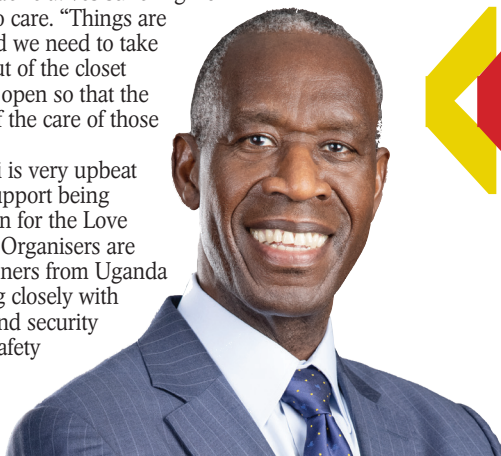 o care. “Things are
d we need to take
ut of the closet
open so that the
f the care of those
i is very upbeat
upport being
n for the Love
Organisers are
ners from Uganda
g closely with
nd security
afety